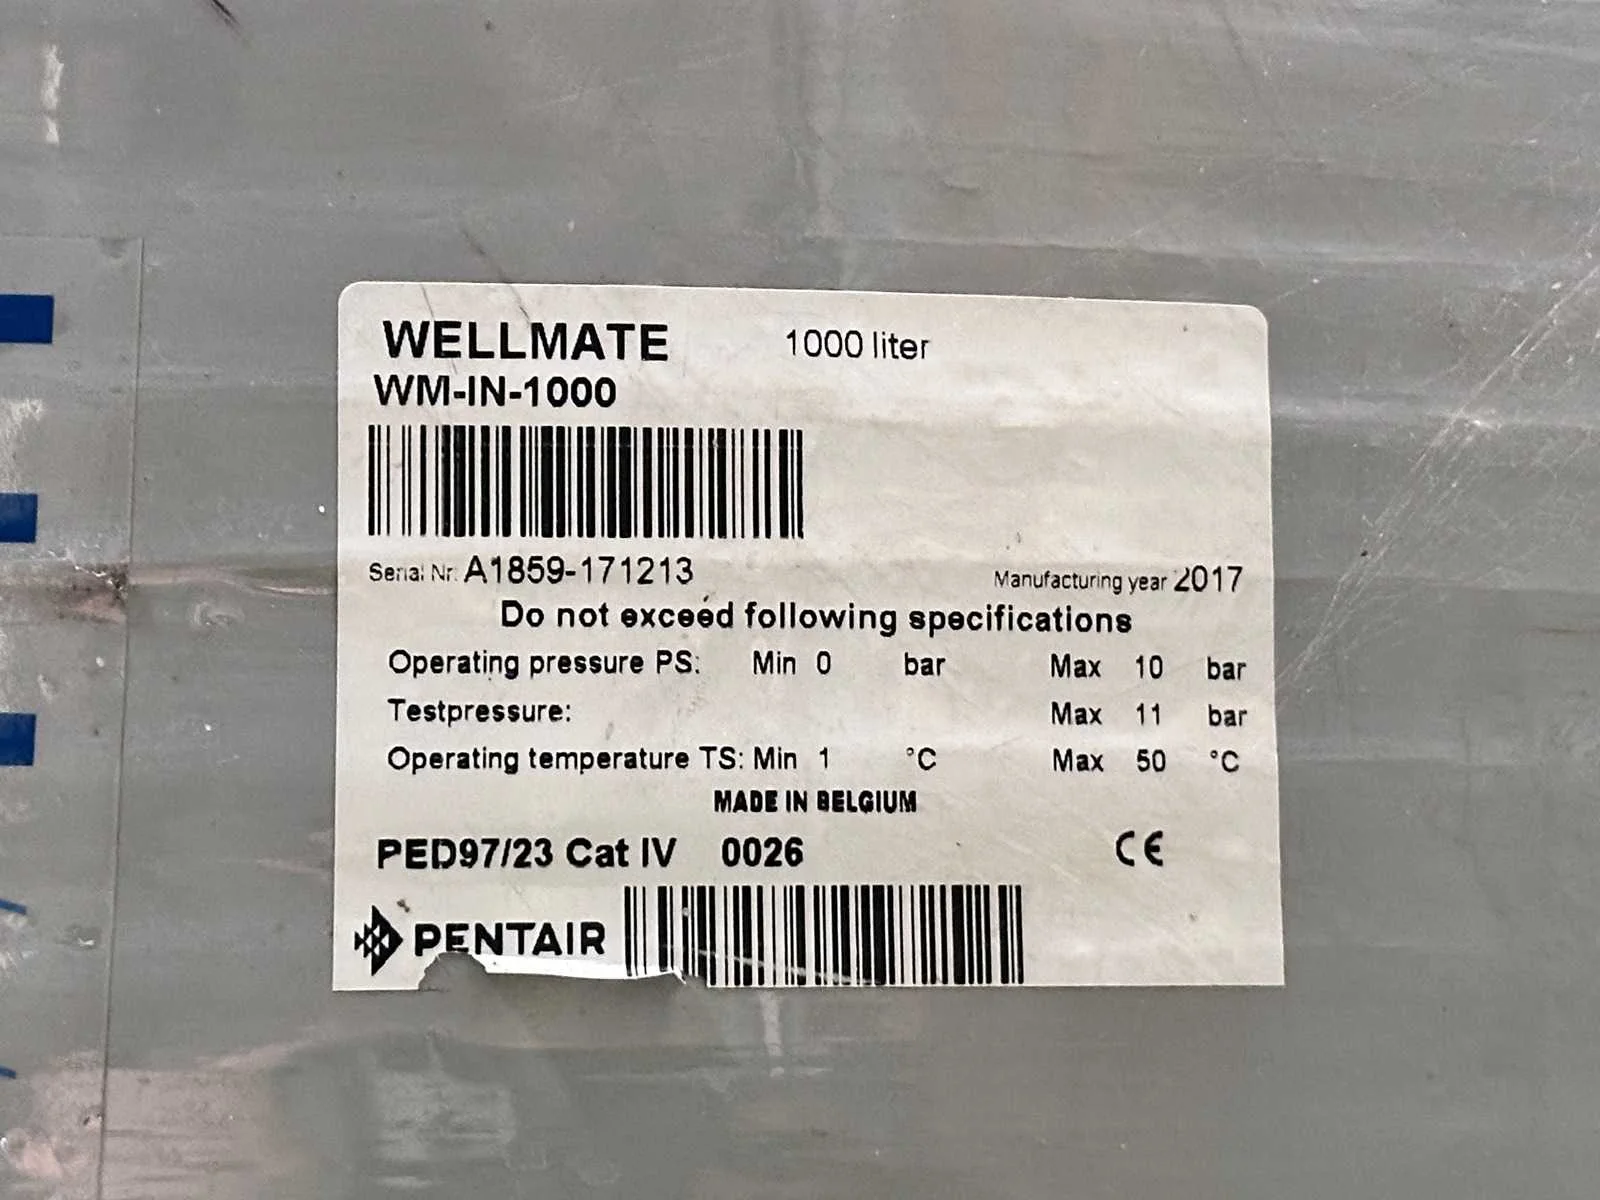 WELLMATE 1000 liter
WM-IN-1000
Serial Nr. A1859-171213 Manufacturing year 2017
Do not exceed following specifications
Operating pressure PS: Min 0 bar Max 10 bar
Testpressure: Max 11 bar
Operating temperature TS: Min 1 °C Max 50 °C
MADE IN BELGIUM
PED97/23 Cat IV 0026 CE
PENTAIR